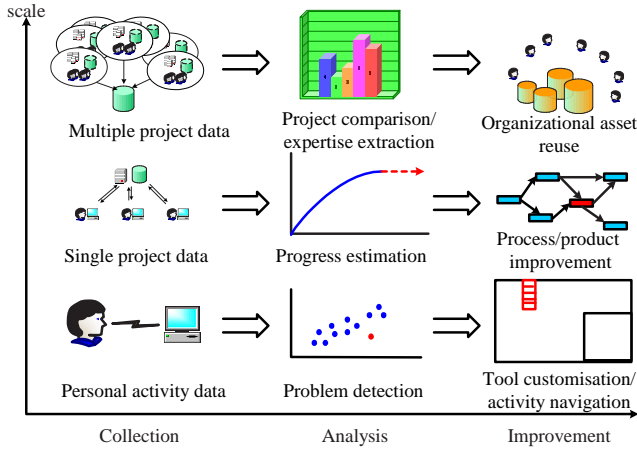 scale
Multiple project data
Project comparison/
expertise extraction
Organizational asset
reuse
Single project data
Progress estimation
Process/product
improvement
Personal activity data
Problem detection
Tool customisation/
activity navigation
Collection
Analysis
Improvement